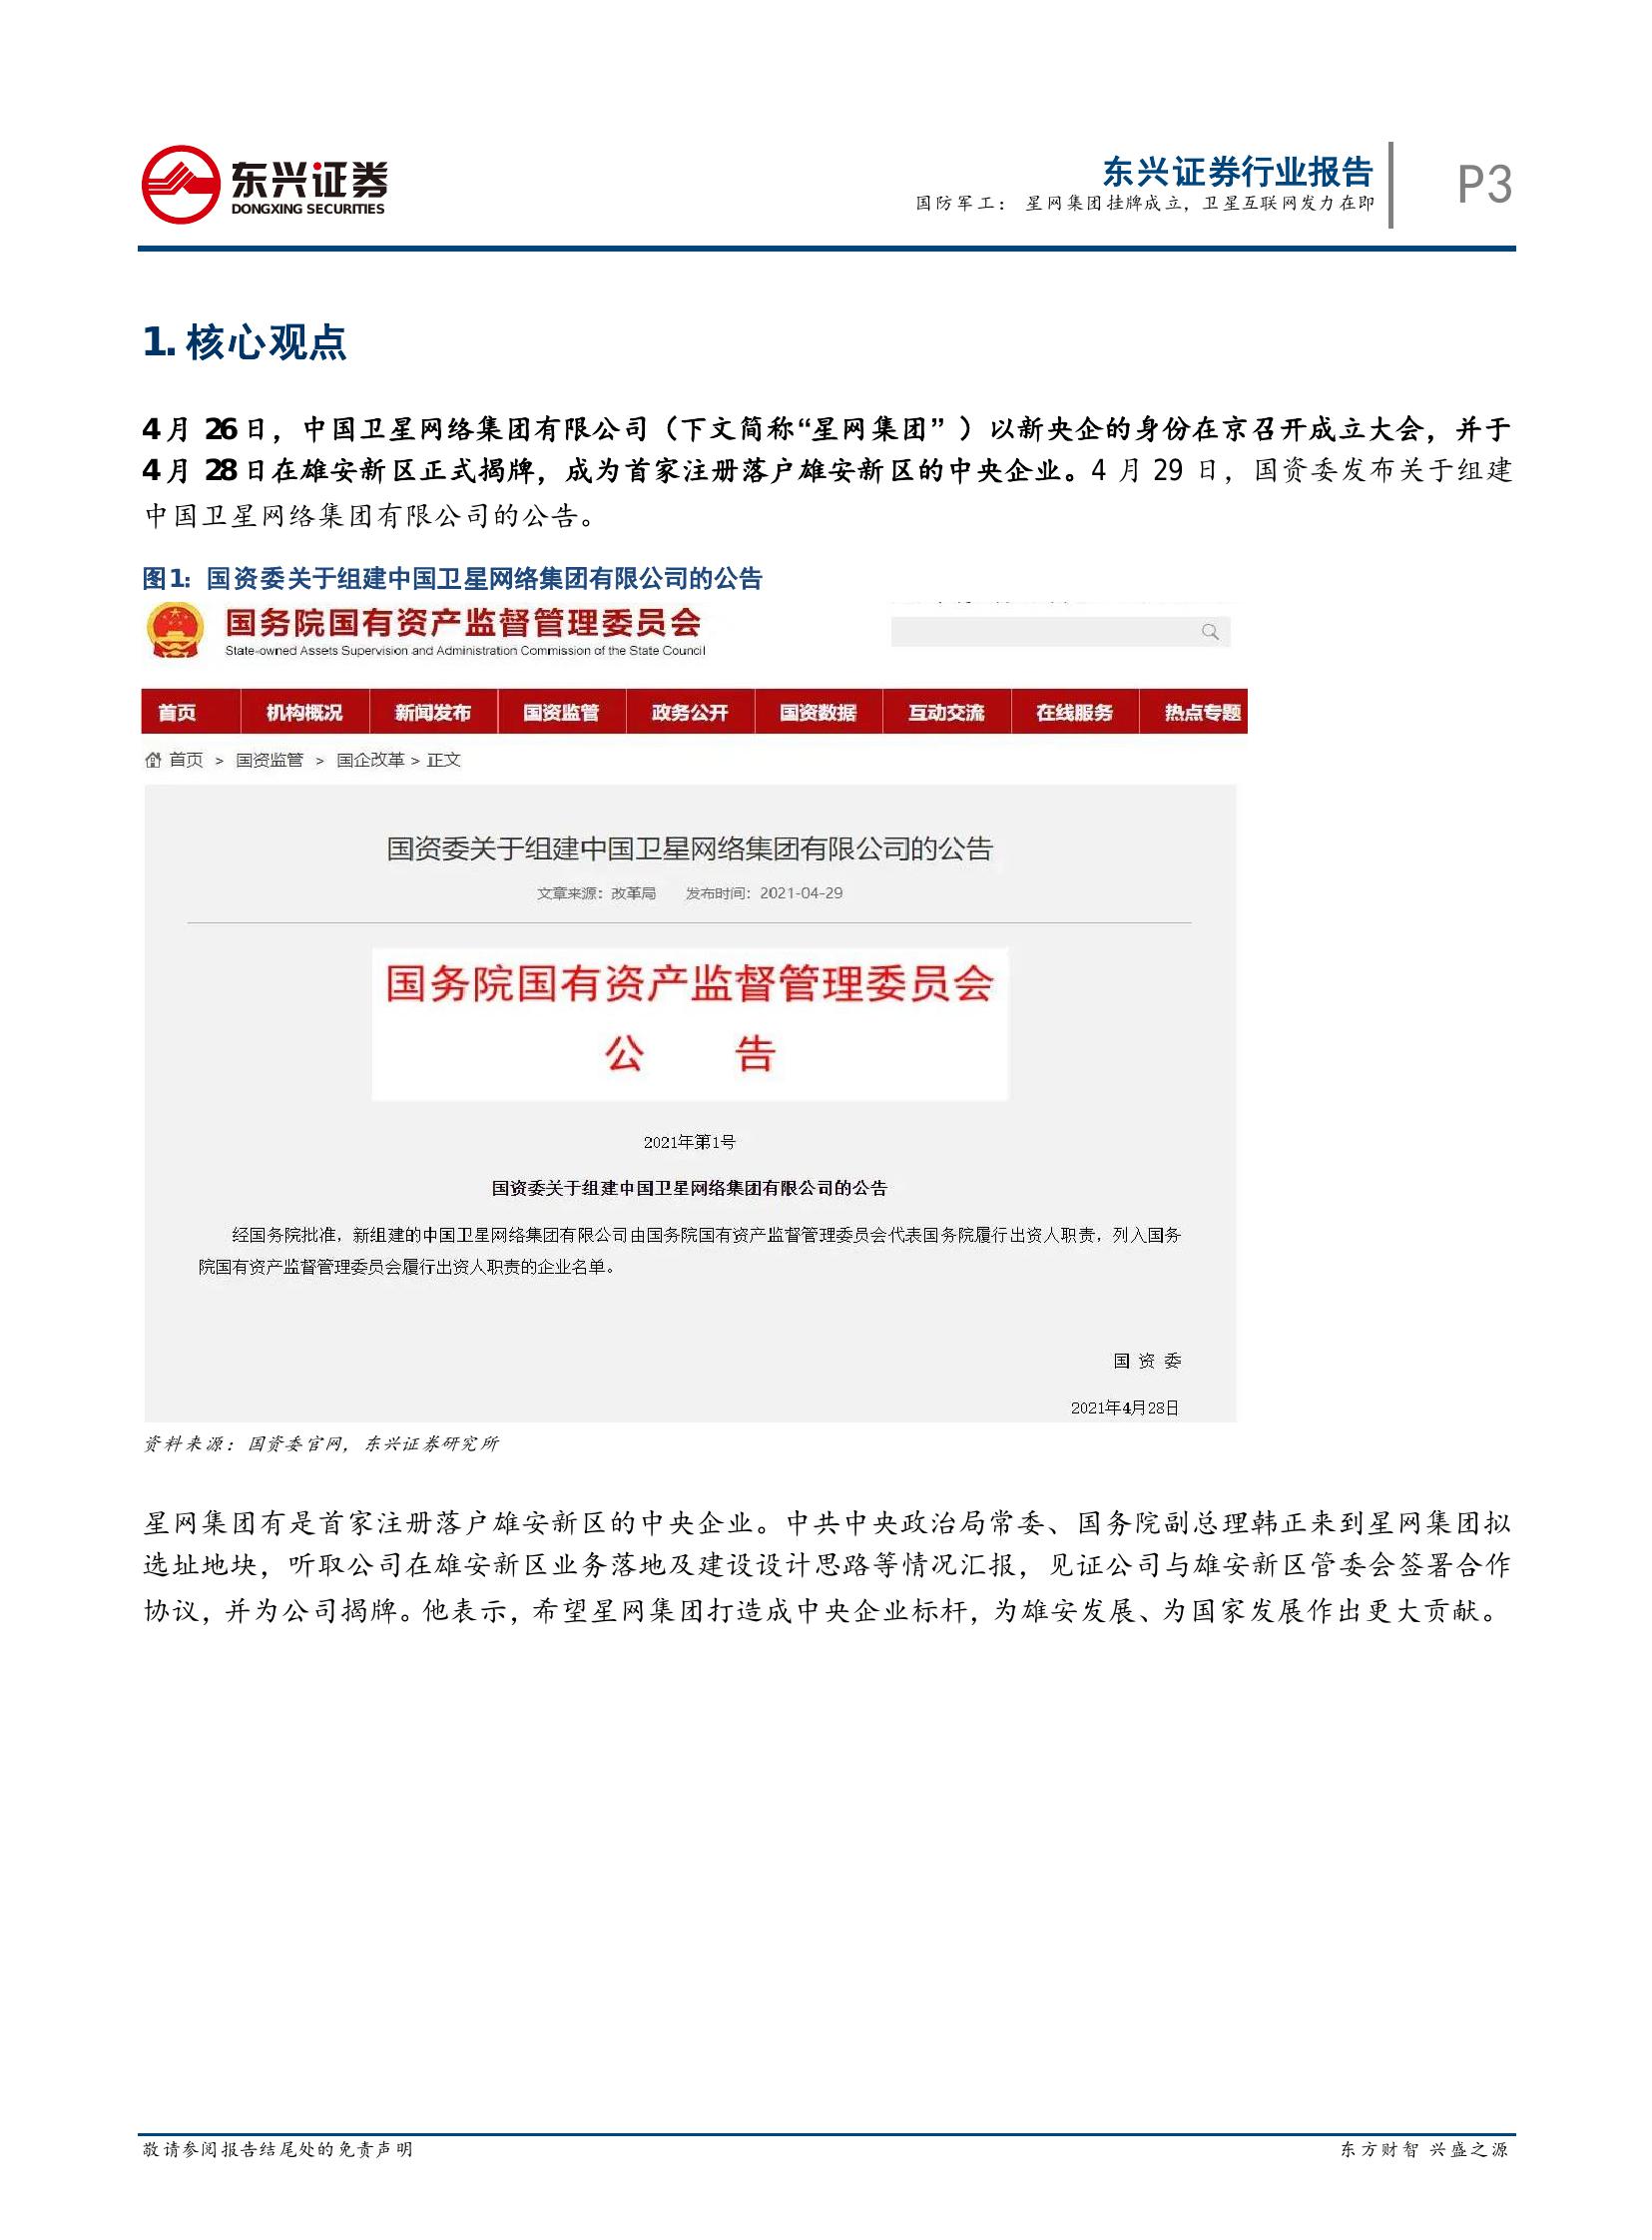 东兴证券
DONGXING SECURITIES
东兴证券行业报告
国防军工： 星网集团挂牌成立，卫星互联网发力在即
P3
1. 核心观点
4 月 26 日，中国卫星网络集团有限公司（下文简称“星网集团” ）以新央企的身份在京召开成立大会，并于
4 月 28 日在雄安新区正式揭牌，成为首家注册落户雄安新区的中央企业。4 月 29 日，国资委发布关于组建
中国卫星网络集团有限公司的公告。
图1: 国资委关于组建中国卫星网络集团有限公司的公告
国务院国有资产监督管理委员会
State-owned Assets Supervision and Administration Commission of the State Council
首页 机构概况 新闻发布 国资监管 政务公开 国资数据 互动交流 在线服务 热点专题
首页 > 国资监管 > 国企改革 > 正文
国资委关于组建中国卫星网络集团有限公司的公告
文章来源：改革局 发布时间：2021-04-29
国务院国有资产监督管理委员会
公 告
2021年第1号
国资委关于组建中国卫星网络集团有限公司的公告
经国务院批准，新组建的中国卫星网络集团有限公司由国务院国有资产监督管理委员会代表国务院履行出资人职责，列入国务
院国有资产监督管理委员会履行出资人职责的企业名单。
国 资 委
2021年4月28日
资料来源：国资委官网，东兴证券研究所
星网集团有是首家注册落户雄安新区的中央企业。中共中央政治局常委、国务院副总理韩正来到星网集团拟
选址地块，听取公司在雄安新区业务落地及建设设计思路等情况汇报，见证公司与雄安新区管委会签署合作
协议，并为公司揭牌。他表示，希望星网集团打造成中央企业标杆，为雄安发展、为国家发展作出更大贡献。
敬请参阅报告结尾处的免责声明
东方财智 兴盛之源